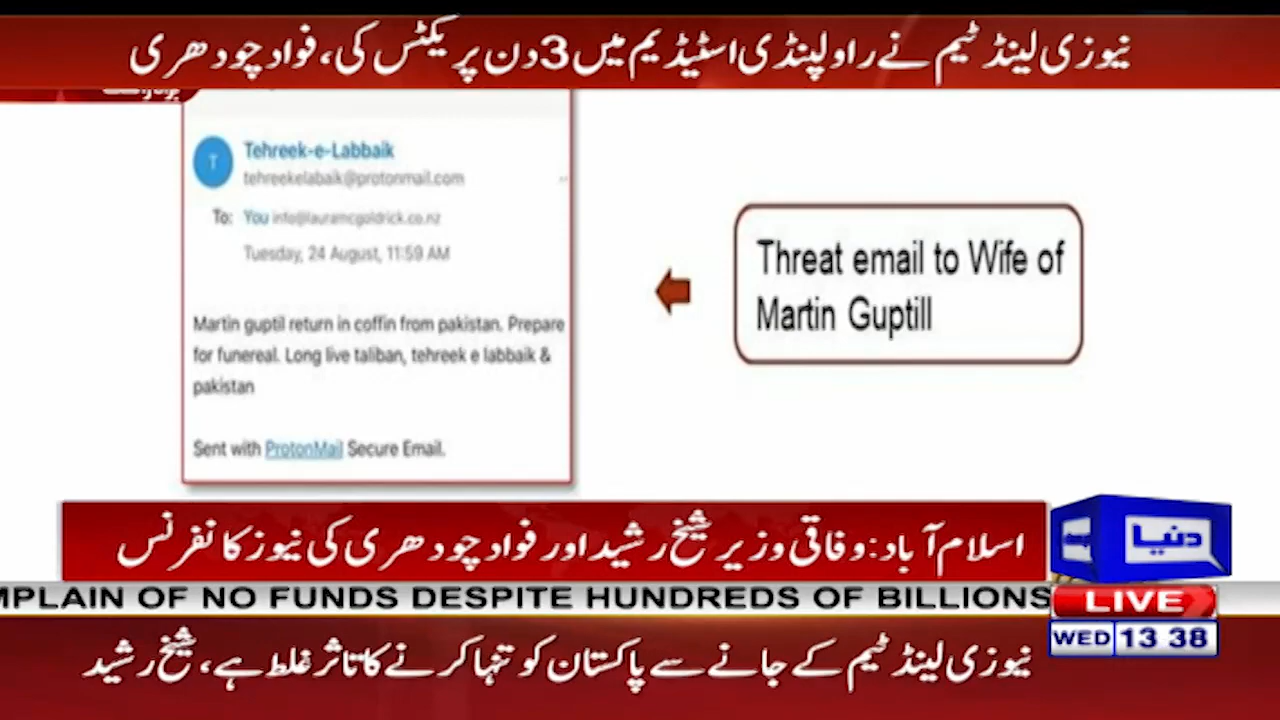 نیوزی لینڈ ٹیم نے راولپنڈی اسٹیڈیم میں 3 دن پریکٹس کی، فواد چودھری
T
Tehreek-e-Labbaik
tehreekelabaik@protonmail.com
To: You info@lauramcgoldrick.co.nz
Tuesday, 24 August, 11:59 AM
Martin guptil return in coffin from pakistan. Prepare
for funereal. Long live taliban, tehreek e labbaik &
pakistan
Sent with ProtonMail Secure Email.
Threat email to Wife of
Martin Guptill
اسلام آباد: وفاقی وزیر شیخ رشید اور فواد چودھری کی نیوز کانفرنس
دنیا
MPLAIN OF NO FUNDS DESPITE HUNDREDS OF BILLIONS
LIVE
WED 13 38
نیوزی لینڈ ٹیم کے جانے سے پاکستان کو تنہا کرنے کا تاثر غلط ہے، شیخ رشید